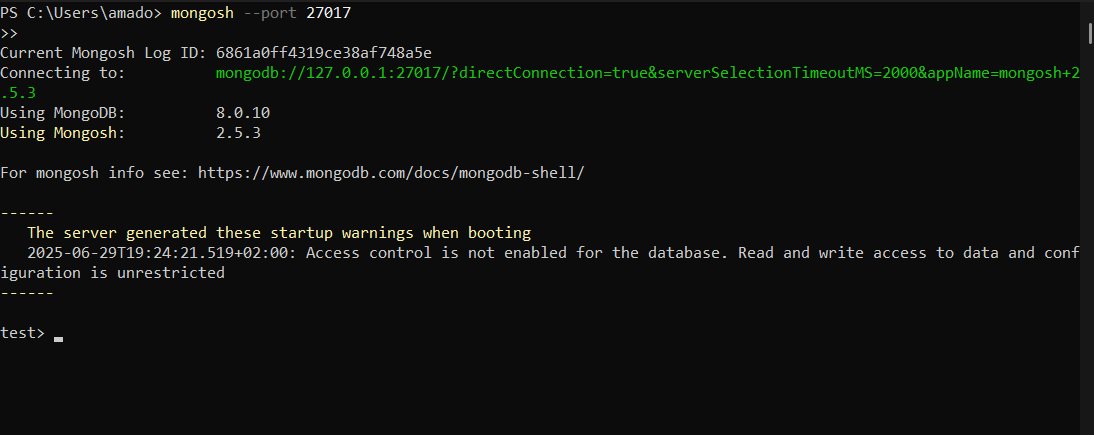 PS C:\Users\amado> mongosh --port 27017
>>
Current Mongosh Log ID: 6861a0ff4319ce38af748a5e
Connecting to:          mongodb://127.0.0.1:27017/?directConnection=true&serverSelectionTimeoutMS=2000&appName=mongosh+2
.5.3
Using MongoDB:          8.0.10
Using Mongosh:          2.5.3
For mongosh info see: https://www.mongodb.com/docs/mongodb-shell/
------
   The server generated these startup warnings when booting
   2025-06-29T19:24:21.519+02:00: Access control is not enabled for the database. Read and write access to data and conf
iguration is unrestricted
------
test>